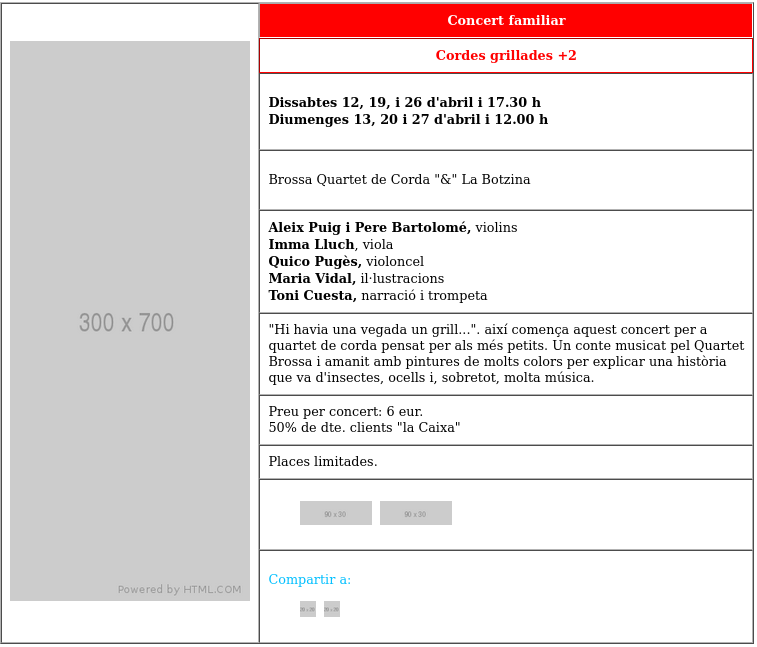 Concert familiar
Cordes grillades +2
Dissabtes 12, 19, i 26 d'abril i 17.30 h
Diumenges 13, 20 i 27 d'abril i 12.00 h
Brossa Quartet de Corda "&" La Botzina
Aleix Puig i Pere Bartolomé, violins
Imma Lluch, viola
Quico Pugès, violoncel
Maria Vidal, il·lustracions
Toni Cuesta, narració i trompeta
"Hi havia una vegada un grill...". així comença aquest concert per a
quartet de corda pensat per als més petits. Un conte musicat pel Quartet
Brossa i amanit amb pintures de molts colors per explicar una història
que va d'insectes, ocells i, sobretot, molta música.
Preu per concert: 6 eur.
50% de dte. clients "la Caixa"
Places limitades.
90 x 30 90 x 30
Compartir a:
300 x 700
Powered by HTML.COM